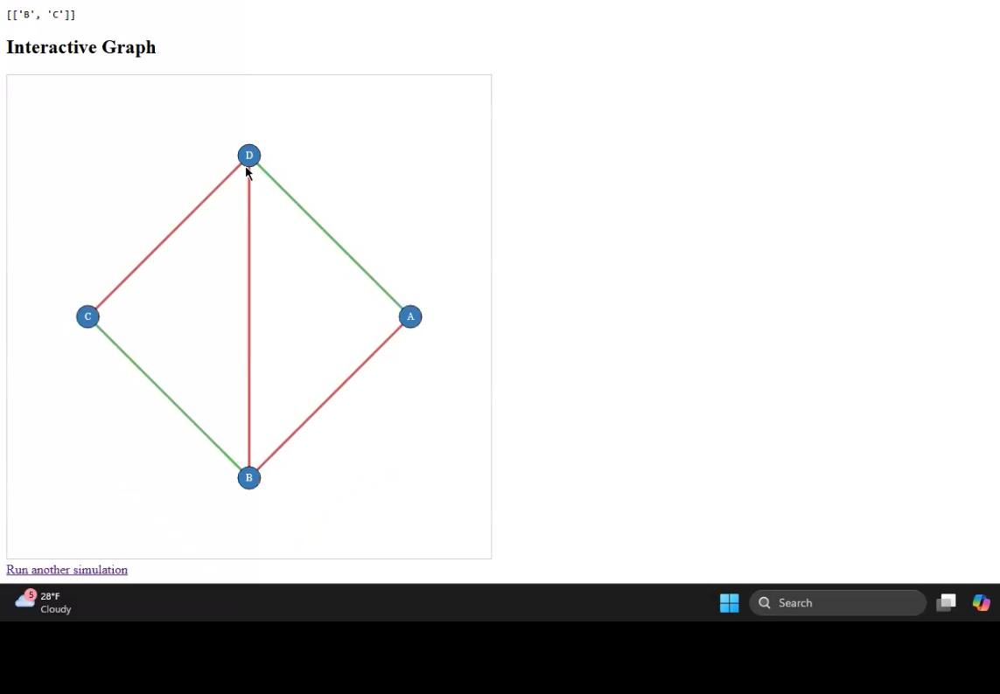 [['B', 'C']]
Interactive Graph
D
C
A
B
Run another simulation
5
28°F
Cloudy
Search